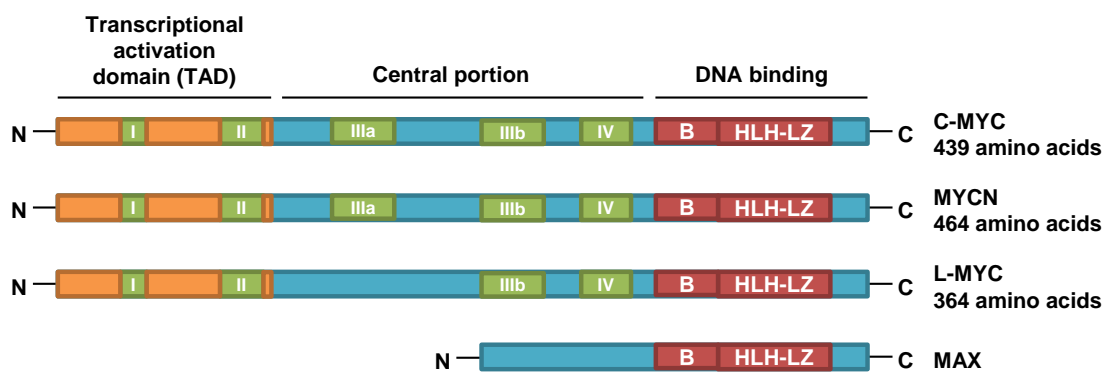 Transcriptional
activation
domain (TAD)
Central portion
DNA binding
N I II IIIa IIIb IV B HLH-LZ C
C-MYC
439 amino acids
N I II IIIa IIIb IV B HLH-LZ C
MYCN
464 amino acids
N I II IIIb IV B HLH-LZ C
L-MYC
364 amino acids
N B HLH-LZ C MAX